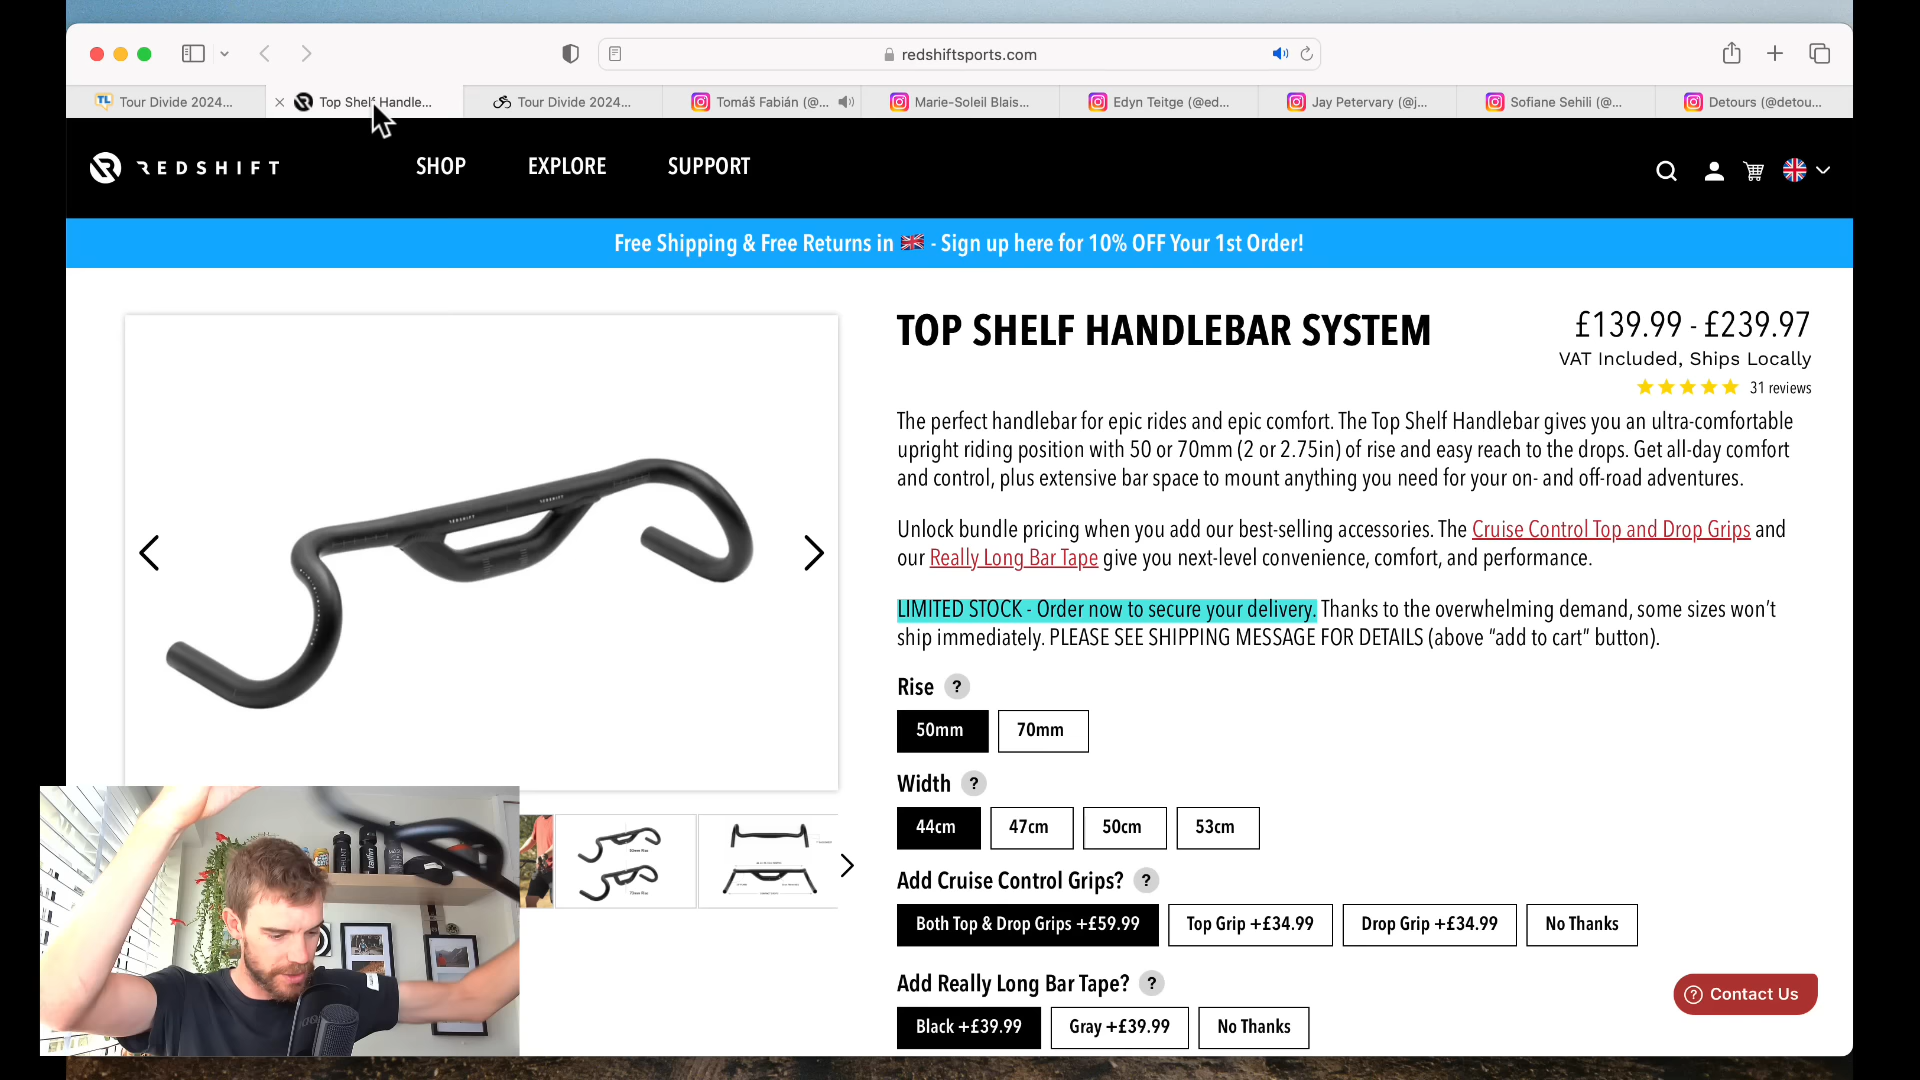 redshiftsports.com
Tour Divide 2024...
Top Shelf Handle...
Tour Divide 2024...
Tomáš Fabián (@...
Marie-Soleil Blais...
Edyn Teitge (@ed...
Jay Petervary (@j...
Sofiane Sehili (@...
Detours (@detou...
REDSHIFT
SHOP
EXPLORE
SUPPORT
Free Shipping & Free Returns in 🇬🇧 - Sign up here for 10% OFF Your 1st Order!
TOP SHELF HANDLEBAR SYSTEM
£139.99 - £239.97
VAT Included, Ships Locally
31 reviews
The perfect handlebar for epic rides and epic comfort. The Top Shelf Handlebar gives you an ultra-comfortable
upright riding position with 50 or 70mm (2 or 2.75in) of rise and easy reach to the drops. Get all-day comfort
and control, plus extensive bar space to mount anything you need for your on- and off-road adventures.
Unlock bundle pricing when you add our best-selling accessories. The Cruise Control Top and Drop Grips and
our Really Long Bar Tape give you next-level convenience, comfort, and performance.
LIMITED STOCK - Order now to secure your delivery. Thanks to the overwhelming demand, some sizes won't
ship immediately. PLEASE SEE SHIPPING MESSAGE FOR DETAILS (above “add to cart” button).
Rise ?
50mm
70mm
Width ?
44cm
47cm
50cm
53cm
Add Cruise Control Grips? ?
Both Top & Drop Grips +£59.99
Top Grip +£34.99
Drop Grip +£34.99
No Thanks
Add Really Long Bar Tape? ?
Black +£39.99
Gray +£39.99
No Thanks
? Contact Us
REDSHIFT
REDSHIFT
tailfin